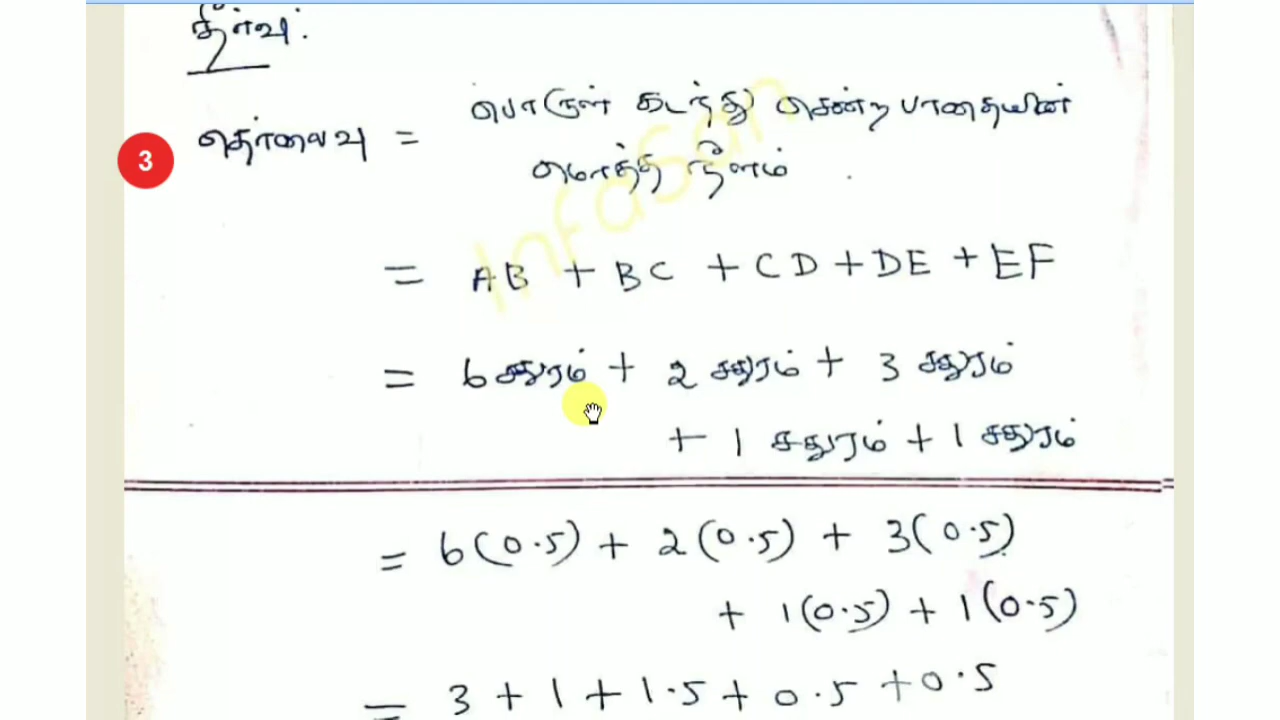 தீர்வு:
தொலைவு = பொருள் கடந்து சென்ற பாதையின்
மொத்த நீளம் .
3
= AB + BC + CD + DE + EF
= 6 சதுரம் + 2 சதுரம் + 3 சதுரம்
+ 1 சதுரம் + 1 சதுரம்
= 6(0.5) + 2(0.5) + 3(0.5)
+ 1(0.5) + 1(0.5)
= 3 + 1 + 1.5 + 0.5 + 0.5
Infasan